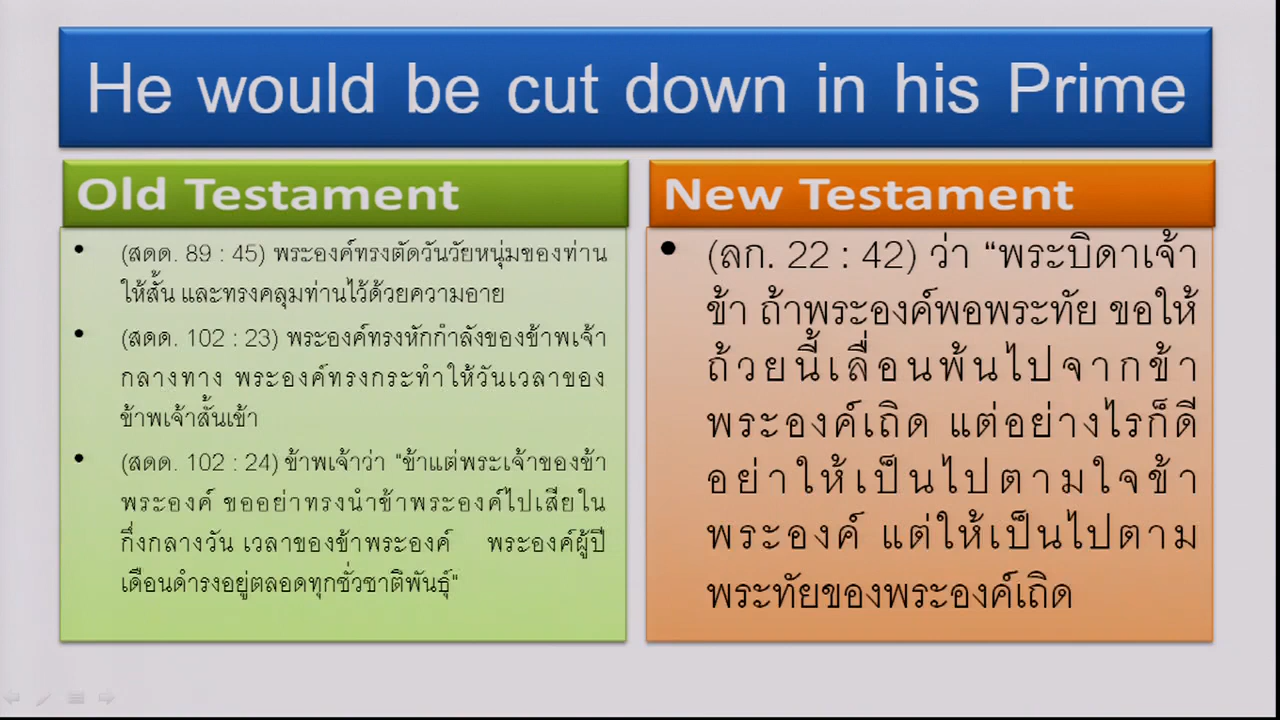 He would be cut down in his Prime
Old Testament
• (สดด. 89 : 45) พระองค์ทรงตัดวันวัยหนุ่มของท่าน
ให้สั้น และทรงคลุมท่านไว้ด้วยความอาย
• (สดด. 102 : 23) พระองค์ทรงหักกำลังของข้าพเจ้า
กลางทาง พระองค์ทรงกระทำให้วันเวลาของ
ข้าพเจ้าสั้นเข้า
• (สดด. 102 : 24) ข้าพเจ้าว่า "ข้าแต่พระเจ้าของข้า
พระองค์ ขออย่าทรงนำข้าพระองค์ไปเสียใน
กึ่งกลางวัน เวลาของข้าพระองค์ พระองค์ผู้ปี
เดือนดำรงอยู่ตลอดทุกชั่วชาติพันธุ์"
New Testament
• (ลก. 22 : 42) ว่า “พระบิดาเจ้า
ข้า ถ้าพระองค์พอพระทัย ขอให้
ถ้วยนี้เลื่อนพ้นไปจากข้า
พระองค์เถิด แต่อย่างไรก็ดี
อย่าให้เป็นไปตามใจข้า
พระองค์ แต่ให้เป็นไปตาม
พระทัยของพระองค์เถิด